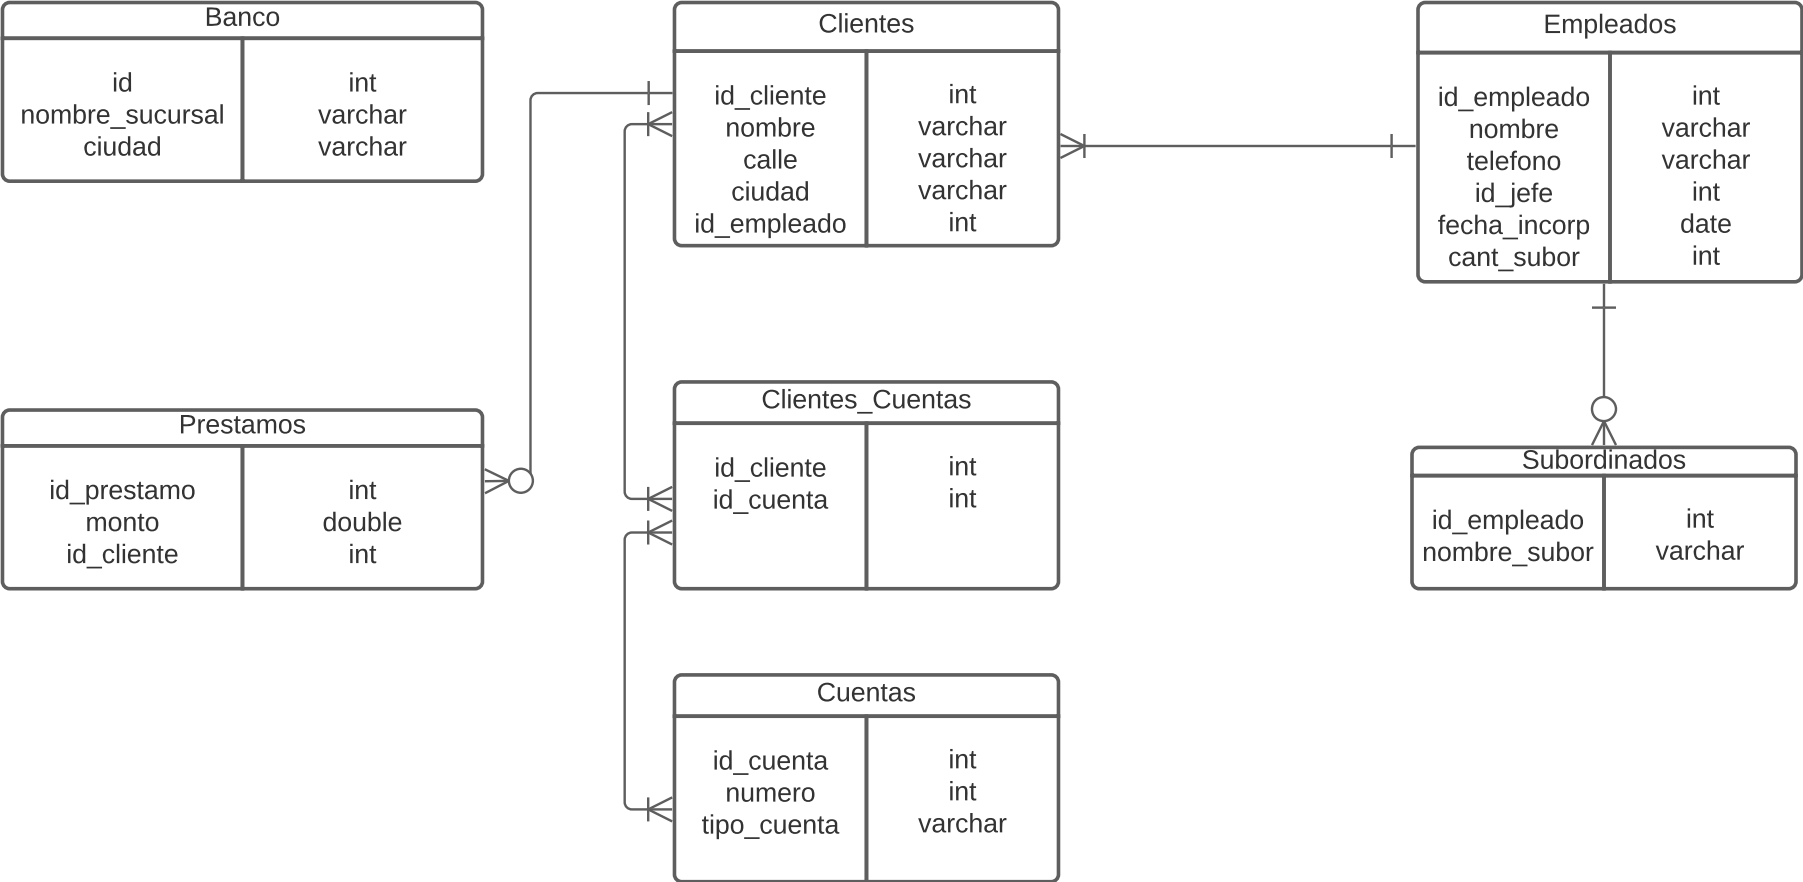 Banco
id int
nombre_sucursal varchar
ciudad varchar
Clientes
id_cliente int
nombre varchar
calle varchar
ciudad varchar
id_empleado int
Empleados
id_empleado int
nombre varchar
telefono varchar
id_jefe int
fecha_incorp date
cant_subor int
Prestamos
id_prestamo int
monto double
id_cliente int
Clientes_Cuentas
id_cliente int
id_cuenta int
Subordinados
id_empleado int
nombre_subor varchar
Cuentas
id_cuenta int
numero int
tipo_cuenta varchar